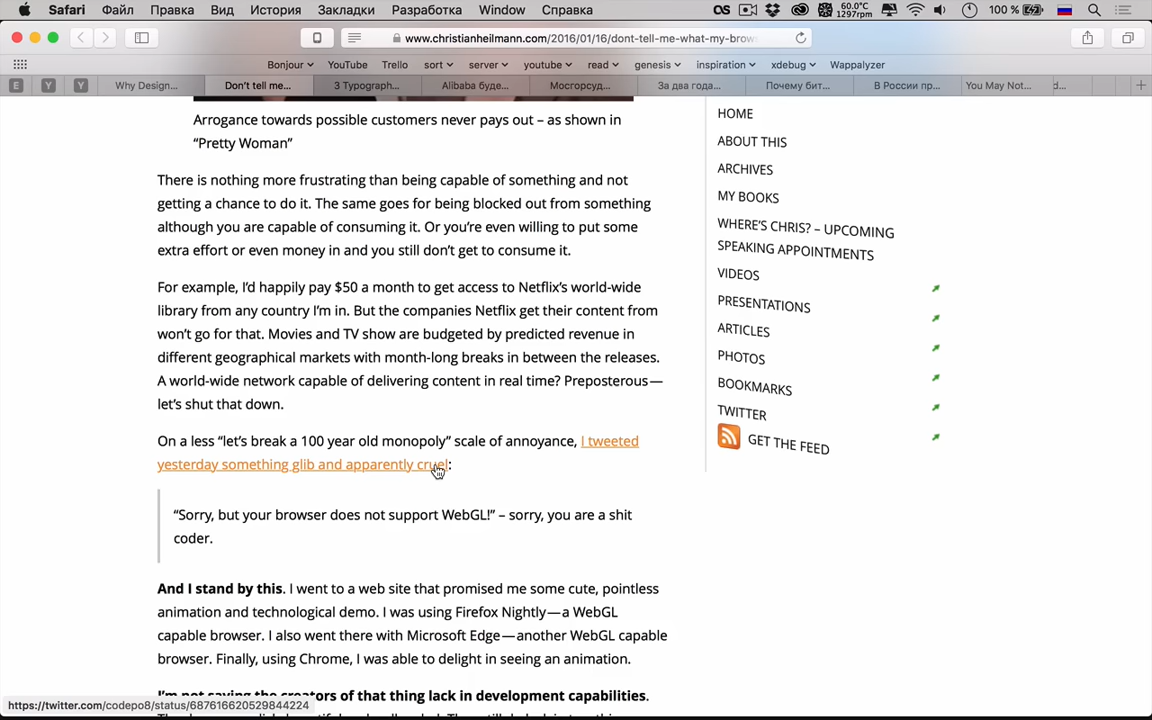 Safari Файл Правка Вид История Закладки Разработка Window Справка 60.0°C 1297rpm 100 %
www.christianheilmann.com/2016/01/16/dont-tell-me-what-my-brow
Bonjour YouTube Trello sort server youtube read genesis inspiration xdebug Wappalyzer
E Y Y Why Design... Don't tell me... 3 Typograph... Alibaba буде... Мосгорсуд... За два года... Почему бит... В России пр... You May Not... d...
Arrogance towards possible customers never pays out – as shown in
“Pretty Woman”
There is nothing more frustrating than being capable of something and not
getting a chance to do it. The same goes for being blocked out from something
although you are capable of consuming it. Or you’re even willing to put some
extra effort or even money in and you still don’t get to consume it.
For example, I’d happily pay $50 a month to get access to Netflix’s world-wide
library from any country I’m in. But the companies Netflix get their content from
won’t go for that. Movies and TV show are budgeted by predicted revenue in
different geographical markets with month-long breaks in between the releases.
A world-wide network capable of delivering content in real time? Preposterous—
let’s shut that down.
On a less “let’s break a 100 year old monopoly” scale of annoyance, I tweeted
yesterday something glib and apparently cruel:
“Sorry, but your browser does not support WebGL!” – sorry, you are a shit
coder.
And I stand by this. I went to a web site that promised me some cute, pointless
animation and technological demo. I was using Firefox Nightly—a WebGL
capable browser. I also went there with Microsoft Edge—another WebGL capable
browser. Finally, using Chrome, I was able to delight in seeing an animation.
I’m not saying the creators of that thing lack in development capabilities.
HOME
ABOUT THIS
ARCHIVES
MY BOOKS
WHERE’S CHRIS? – UPCOMING
SPEAKING APPOINTMENTS
VIDEOS
PRESENTATIONS
ARTICLES
PHOTOS
BOOKMARKS
TWITTER
GET THE FEED
https://twitter.com/codepo8/status/687616620529844224